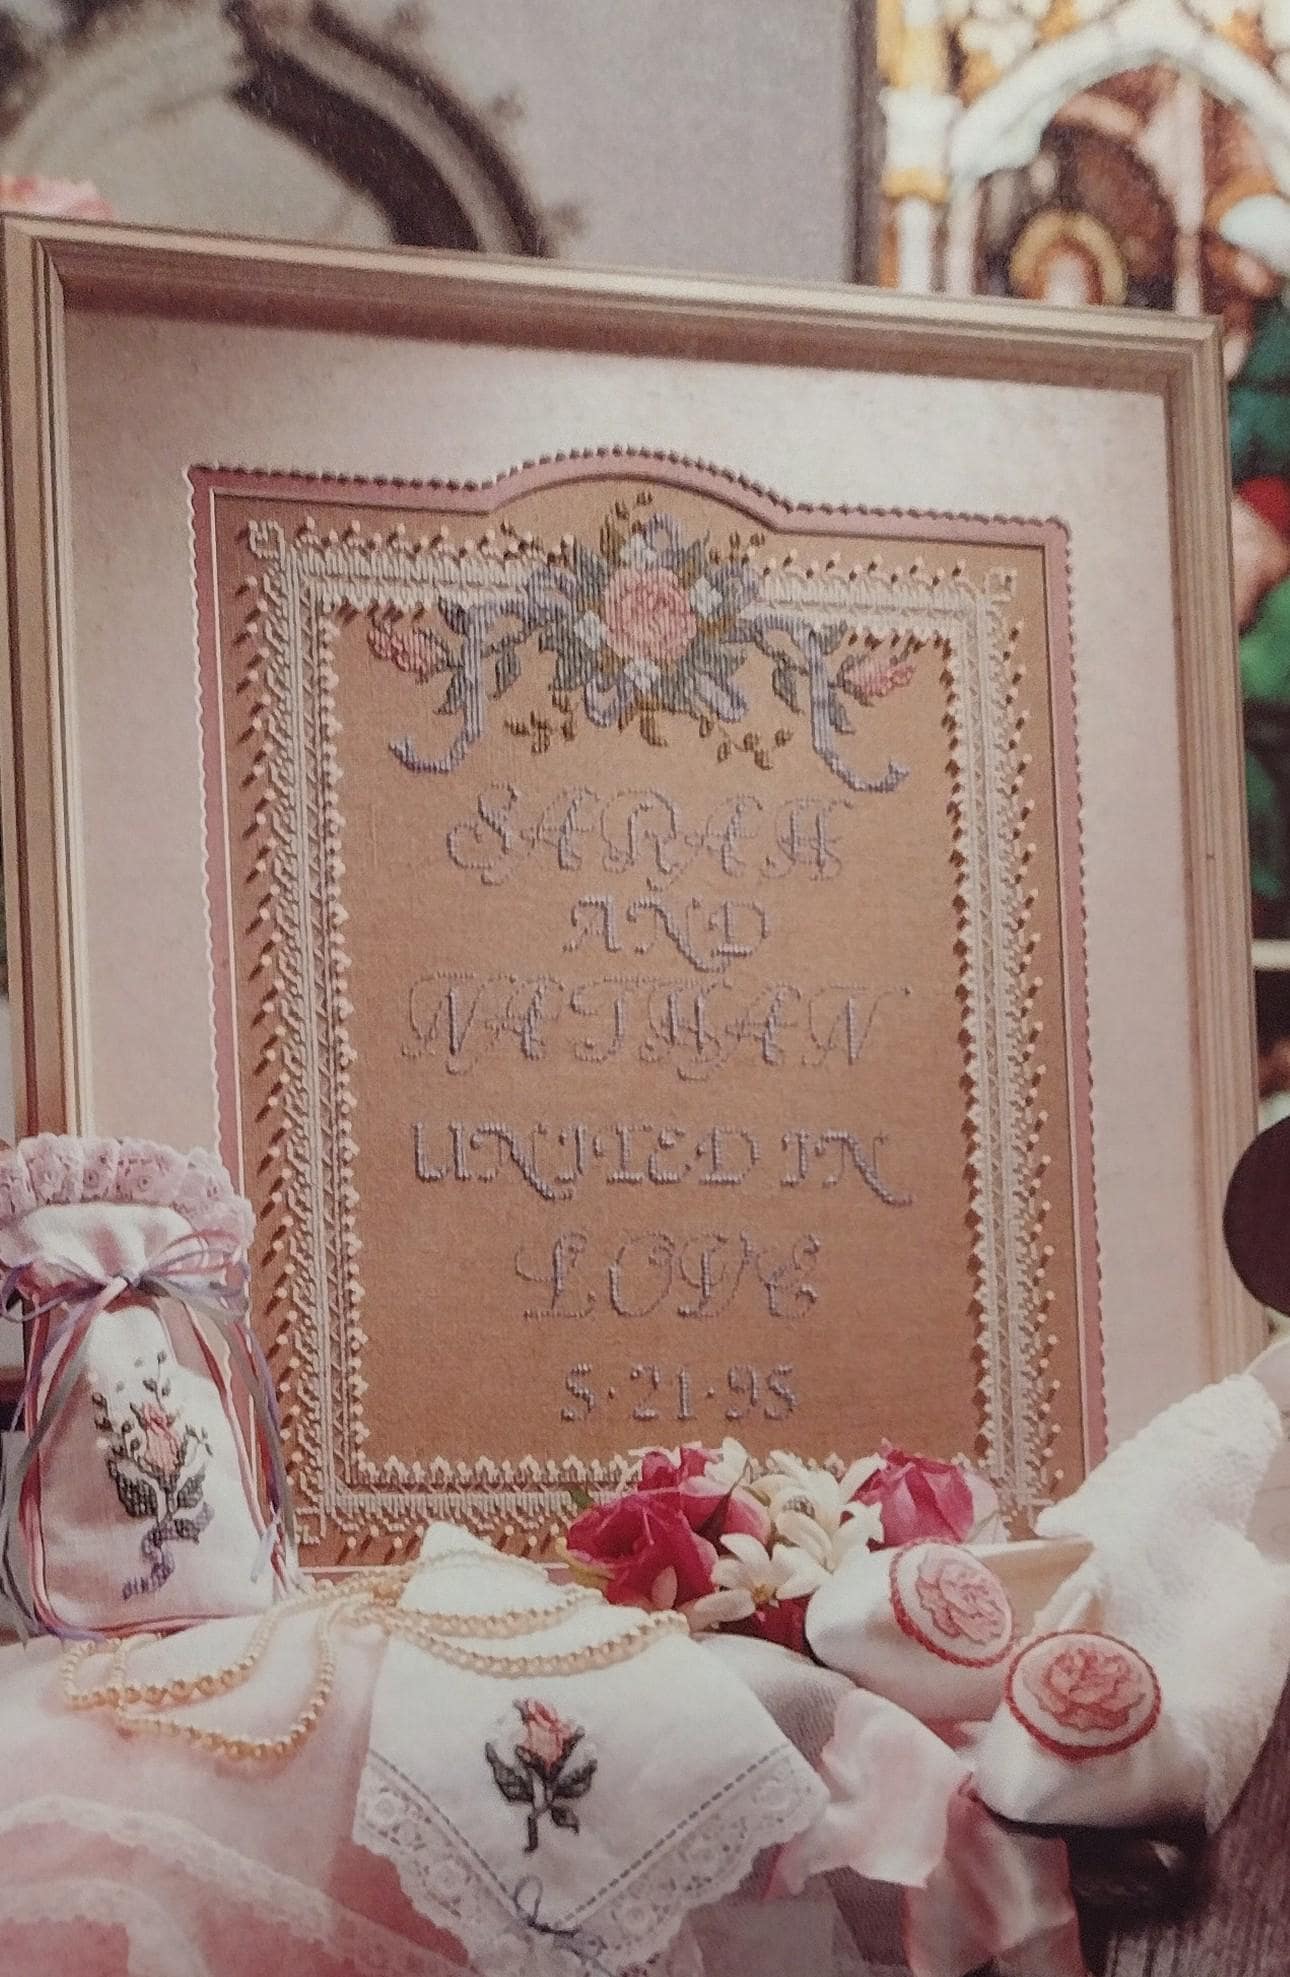 SARAH
AND
NATHAN
UNITED IN
LOVE
5·21·95